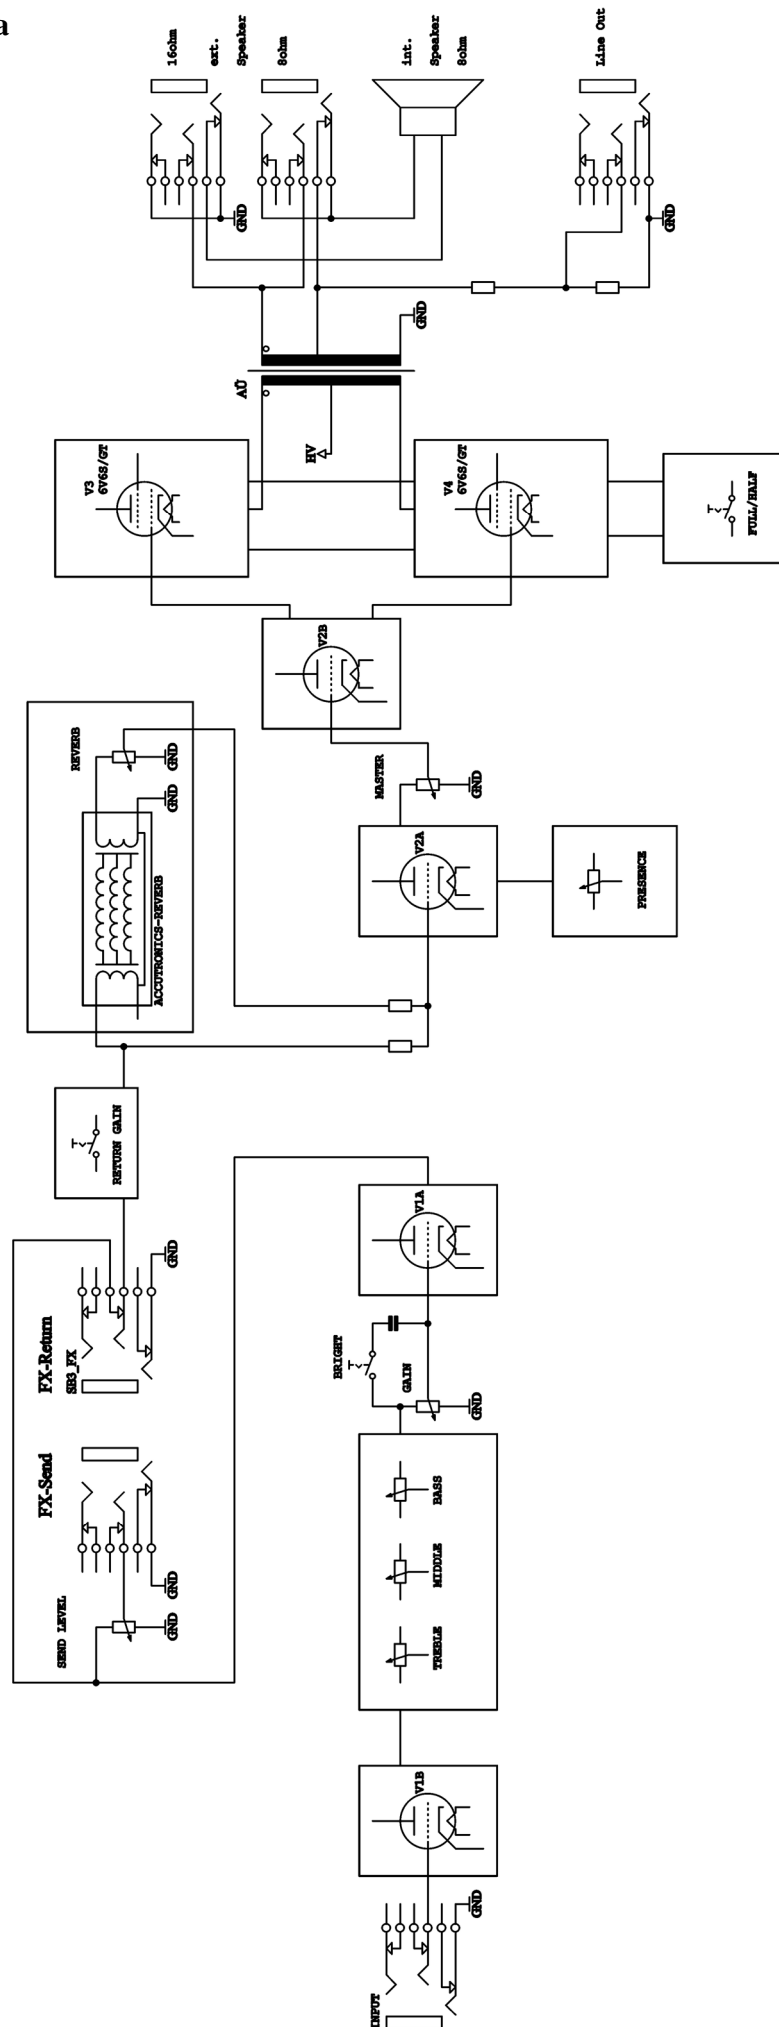 a
16ohm
ext.
Speaker
8ohm
int.
Speaker
8ohm
Line Out
GND
GND
GND
AÜ
HV
V3
6V6S/GT
V4
6V6S/GT
FULL/HALF
V2B
REVERB
GND
GND
ACCUTRONICS-REVERB
MASTER
GND
V2A
PRESENCE
RETURN GAIN
V1A
GND
FX-Return
SB3_FX
BRIGHT
GAIN
GND
FX-Send
GND
SEND LEVEL
GND
BASS
MIDDLE
TREBLE
V1B
GND
INPUT